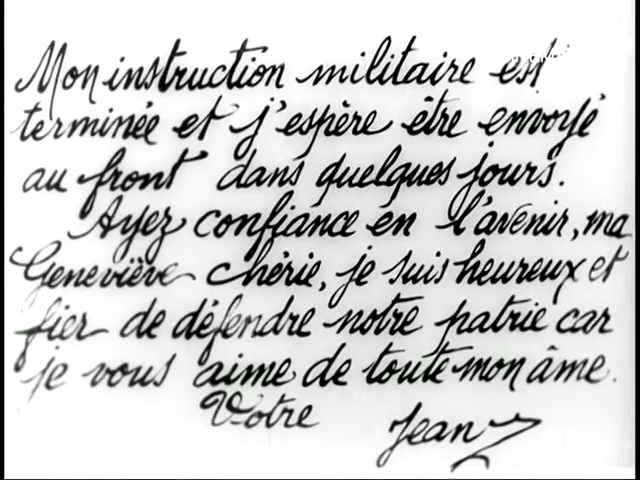 Mon instruction militaire est
terminée et j'espère être envoyé
au front dans quelques jours.
Ayez confiance en l'avenir, ma
Geneviève chérie, je suis heureux et
fier de défendre notre patrie car
je vous aime de toute mon âme.
Votre Jean